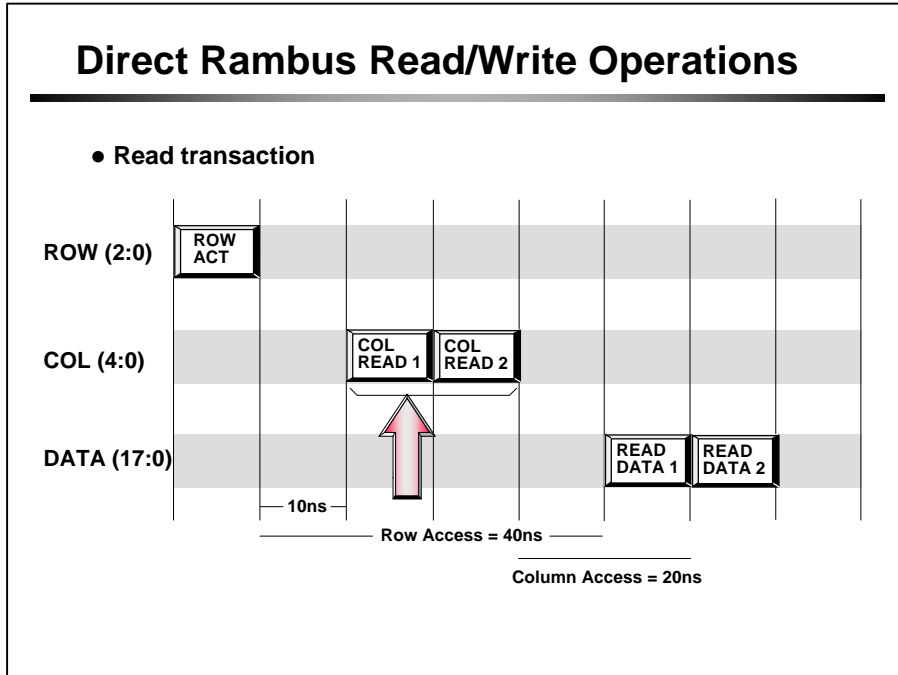 Direct Rambus Read/Write Operations
● Read transaction
ROW (2:0)
ROW
ACT
COL (4:0)
COL
READ 1
COL
READ 2
DATA (17:0)
READ
DATA 1
READ
DATA 2
10ns
Row Access = 40ns
Column Access = 20ns